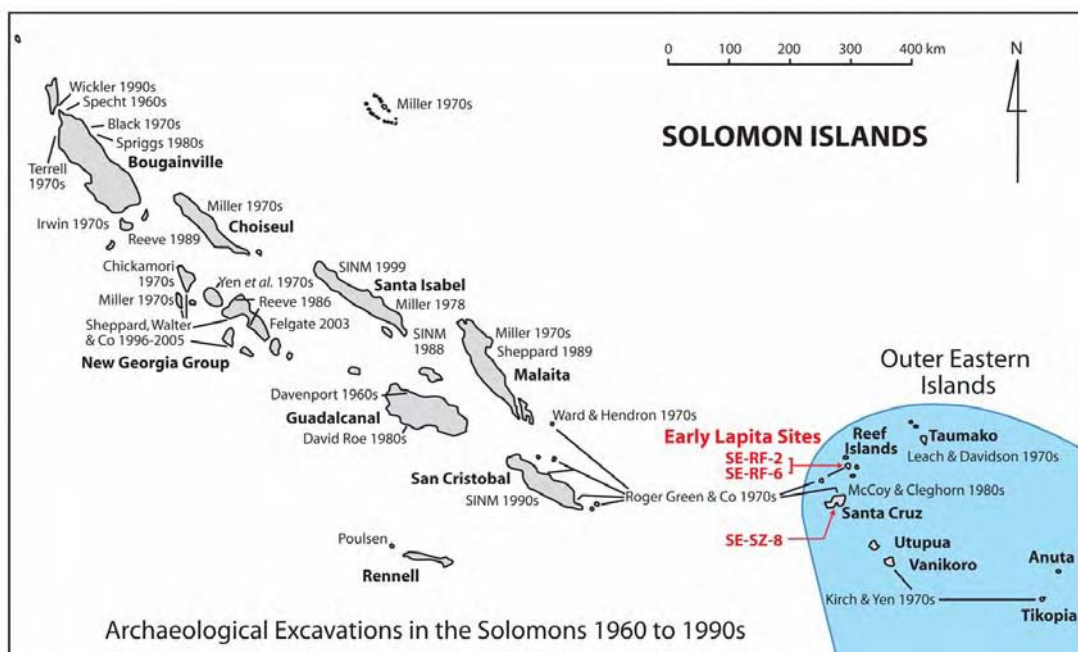 0 100 200 300 400 km
N
SOLOMON ISLANDS
Wickler 1990s
Specht 1960s
Black 1970s
Spriggs 1980s
Bougainville
Terrell
1970s
Irwin 1970s
Reeve 1989
Miller 1970s
Miller 1970s
Choiseul
Chickamori
1970s
Yen et al. 1970s
Miller 1970s
Reeve 1986
Sheppard, Walter
& Co 1996-2005
Felgate 2003
New Georgia Group
SINM 1999
Santa Isabel
Miller 1978
SINM
1988
Miller 1970s
Sheppard 1989
Malaita
Davenport 1960s
Guadalcanal
David Roe 1980s
Ward & Hendron 1970s
San Cristobal
SINM 1990s
Roger Green & Co 1970s
Poulsen
Rennell
Outer Eastern
Islands
Early Lapita Sites
SE-RF-2
SE-RF-6
Reef
Islands
Taumako
Leach & Davidson 1970s
McCoy & Cleghorn 1980s
Santa Cruz
SE-SZ-8
Utupua
Vanikoro
Anuta
Kirch & Yen 1970s
Tikopia
Archaeological Excavations in the Solomons 1960 to 1990s